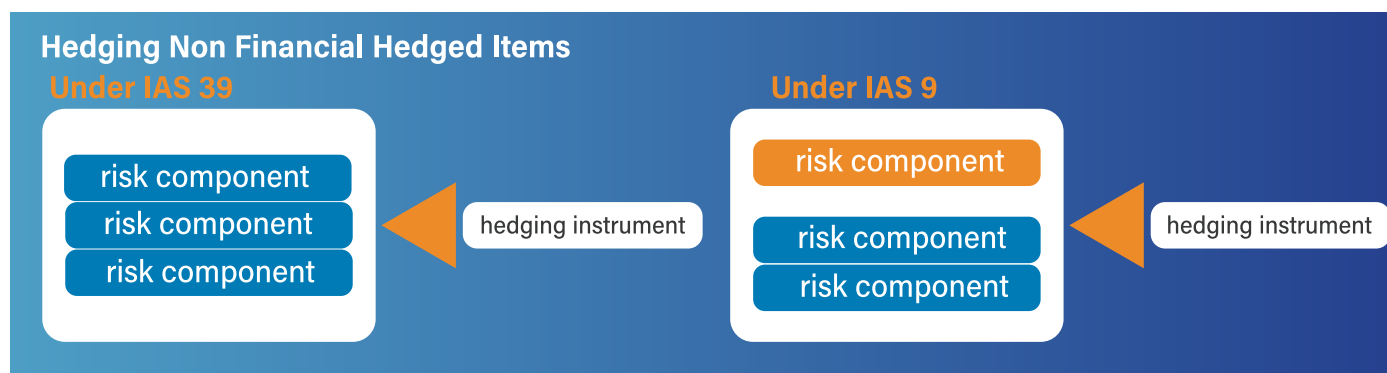 Hedging Non Financial Hedged Items
Under IAS 39
risk component
risk component
risk component
hedging instrument
Under IAS 9
risk component
risk component
risk component
hedging instrument